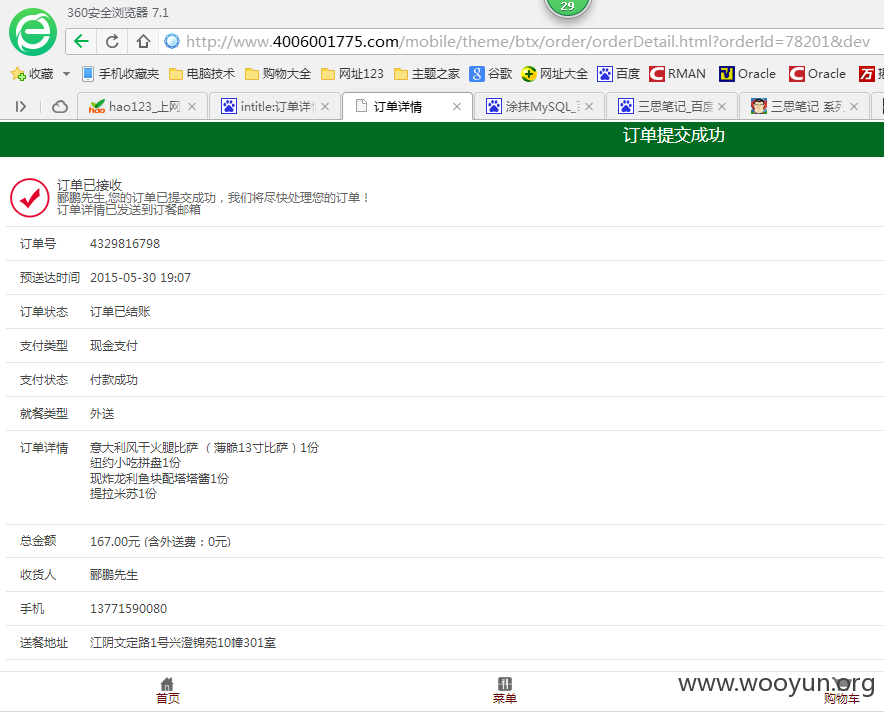 29
360安全浏览器 7.1
http://www.4006001775.com/mobile/theme/btx/order/orderDetail.html?orderId=78201&dev
收藏 手机收藏夹 电脑技术 购物大全 网址123 主题之家 谷歌 网址大全 百度 RMAN Oracle Oracle
hao123_上网 intitle:订单详情 订单详情 涂抹MySQL_ 三思笔记_百度 三思笔记 系列
订单提交成功
订单已接收
郦鹏先生,您的订单已提交成功，我们将尽快处理您的订单！
订单详情已发送到订餐邮箱
订单号 4329816798
预送达时间 2015-05-30 19:07
订单状态 订单已结账
支付类型 现金支付
支付状态 付款成功
就餐类型 外送
订单详情 意大利风干火腿比萨 （ 薄脆13寸比萨 ）1份
纽约小吃拼盘1份
现炸龙利鱼块配塔塔酱1份
提拉米苏1份
总金额 167.00元 (含外送费：0元)
收货人 郦鹏先生
手机 13771590080
送餐地址 江阴文定路1号兴澄锦苑10幢301室
www.wooyun.org
首页 菜单 购物车